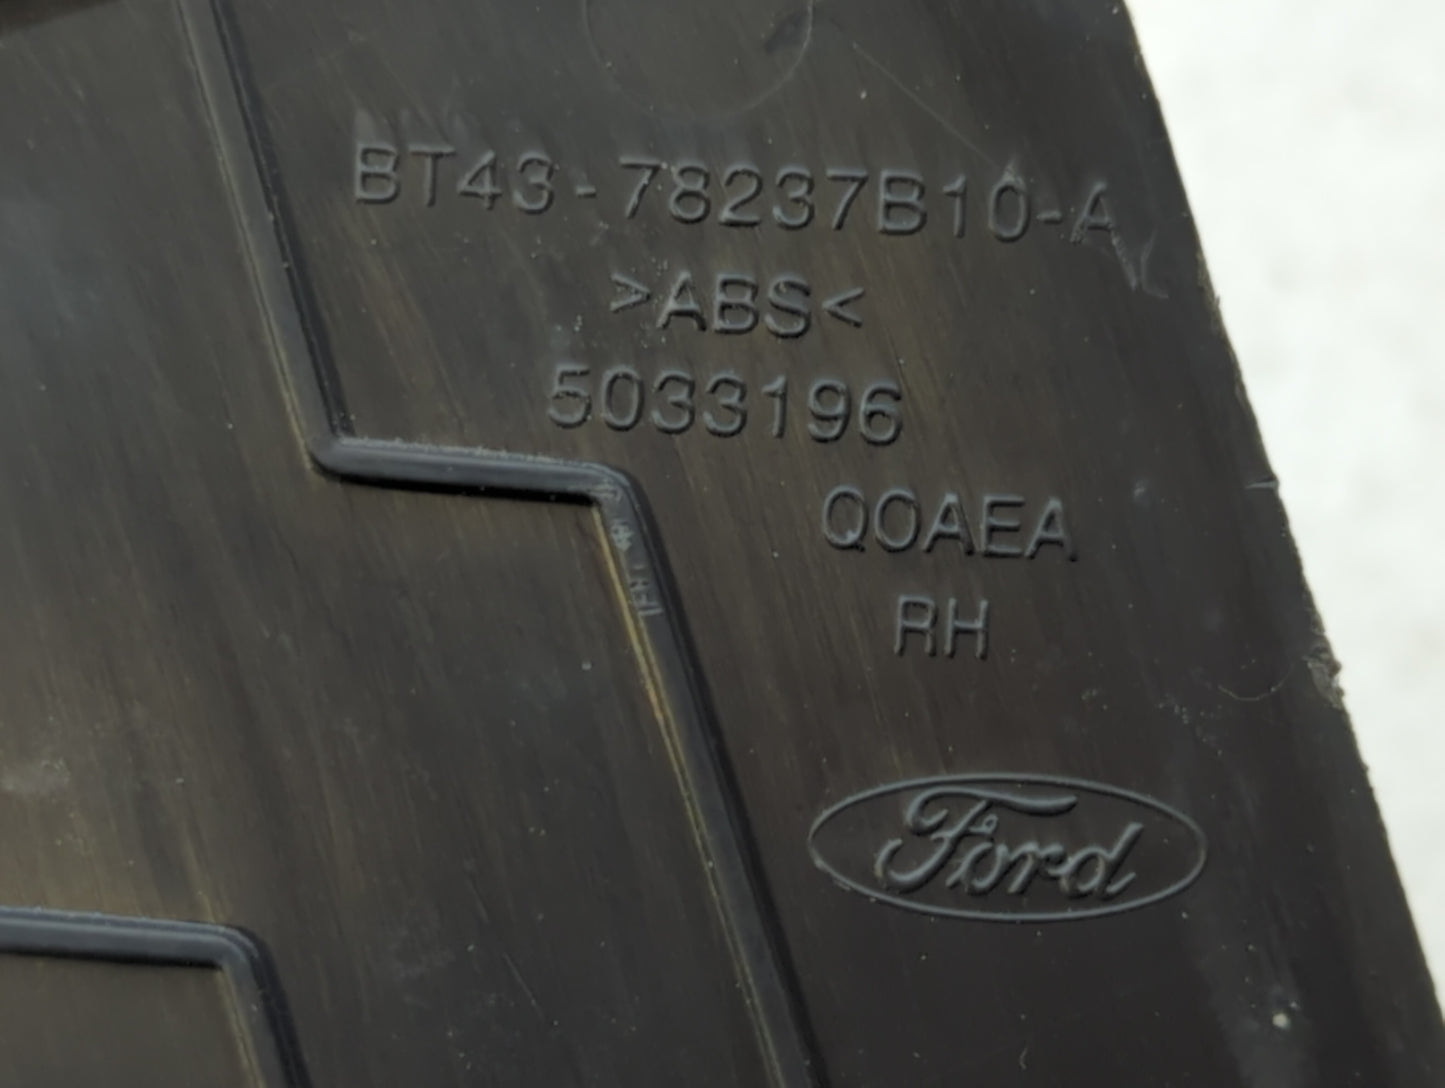 BT43-78237B10-A
>ABS<
5033196
QOAEA
RH
Ford